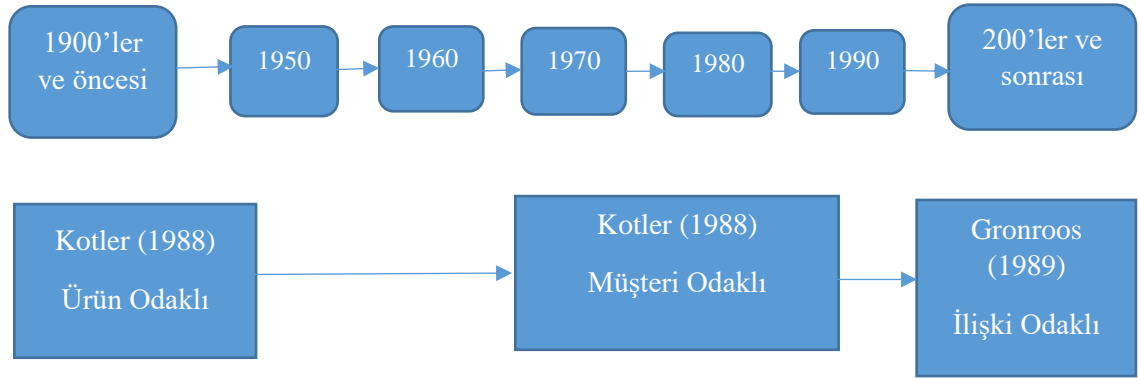 1900’ler
ve öncesi
1950
1960
1970
1980
1990
200’ler ve
sonrası
Kotler (1988)
Ürün Odaklı
Kotler (1988)
Müşteri Odaklı
Gronroos
(1989)
İlişki Odaklı